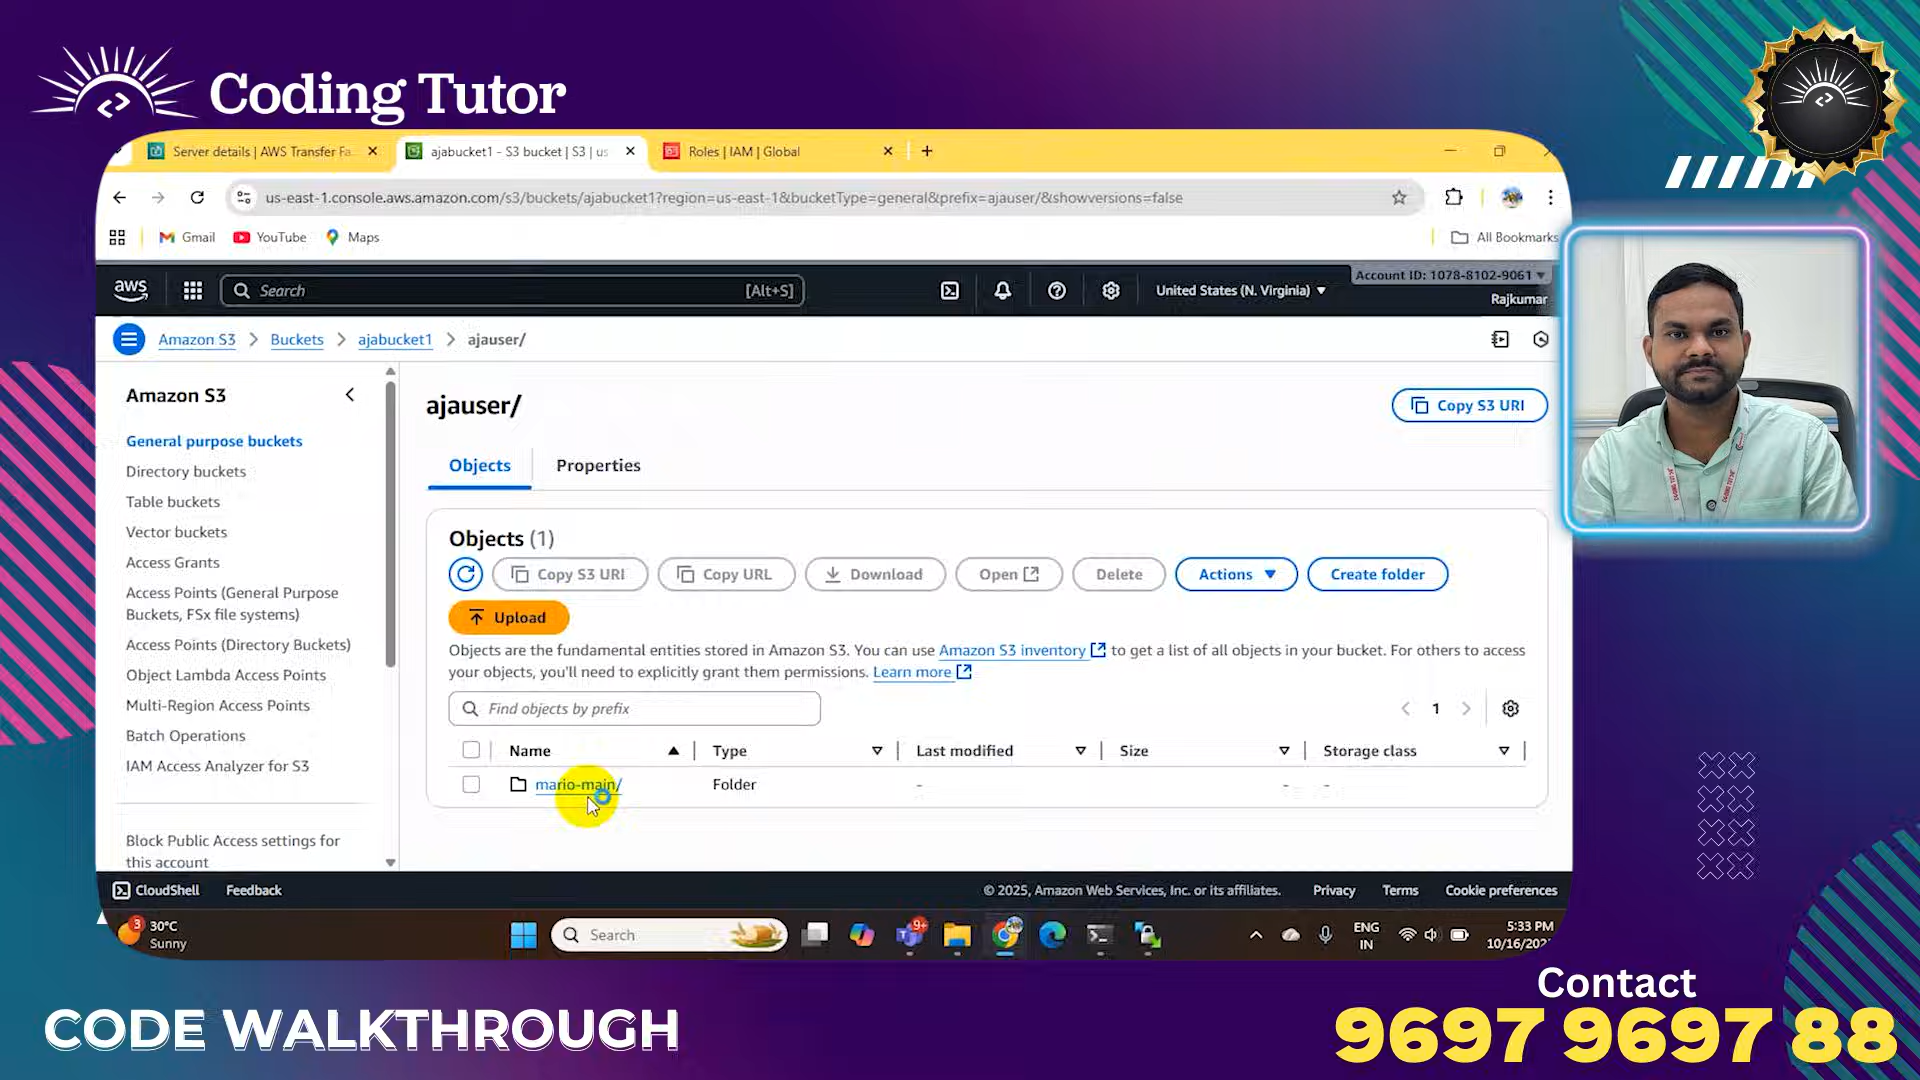 Coding Tutor
Server details | AWS Transfer Fa
ajabucket1 - S3 bucket | S3 | us
Roles | IAM | Global
us-east-1.console.aws.amazon.com/s3/buckets/ajabucket1?region=us-east-1&bucketType=general&prefix=ajauser/&showversions=false
Gmail
YouTube
Maps
All Bookmarks
aws
Search
[Alt+S]
United States (N. Virginia)
Account ID: 1078-8102-9061
Rajkumar
Amazon S3
Buckets
ajabucket1
ajauser/
Amazon S3
General purpose buckets
Directory buckets
Table buckets
Vector buckets
Access Grants
Access Points (General Purpose
Buckets, FSx file systems)
Access Points (Directory Buckets)
Object Lambda Access Points
Multi-Region Access Points
Batch Operations
IAM Access Analyzer for S3
Block Public Access settings for
this account
ajauser/
Copy S3 URI
Objects
Properties
Objects (1)
Copy S3 URI
Copy URL
Download
Open
Delete
Actions
Create folder
Upload
Objects are the fundamental entities stored in Amazon S3. You can use Amazon S3 inventory to get a list of all objects in your bucket. For others to access
your objects, you'll need to explicitly grant them permissions. Learn more
Find objects by prefix
1
Name
Type
Last modified
Size
Storage class
mario-main/
Folder
-
-
-
CloudShell
Feedback
© 2025, Amazon Web Services, Inc. or its affiliates.
Privacy
Terms
Cookie preferences
3
30°C
Sunny
Search
9+
ENG
IN
5:33 PM
10/16/202
Contact
CODE WALKTHROUGH
9697 9697 88